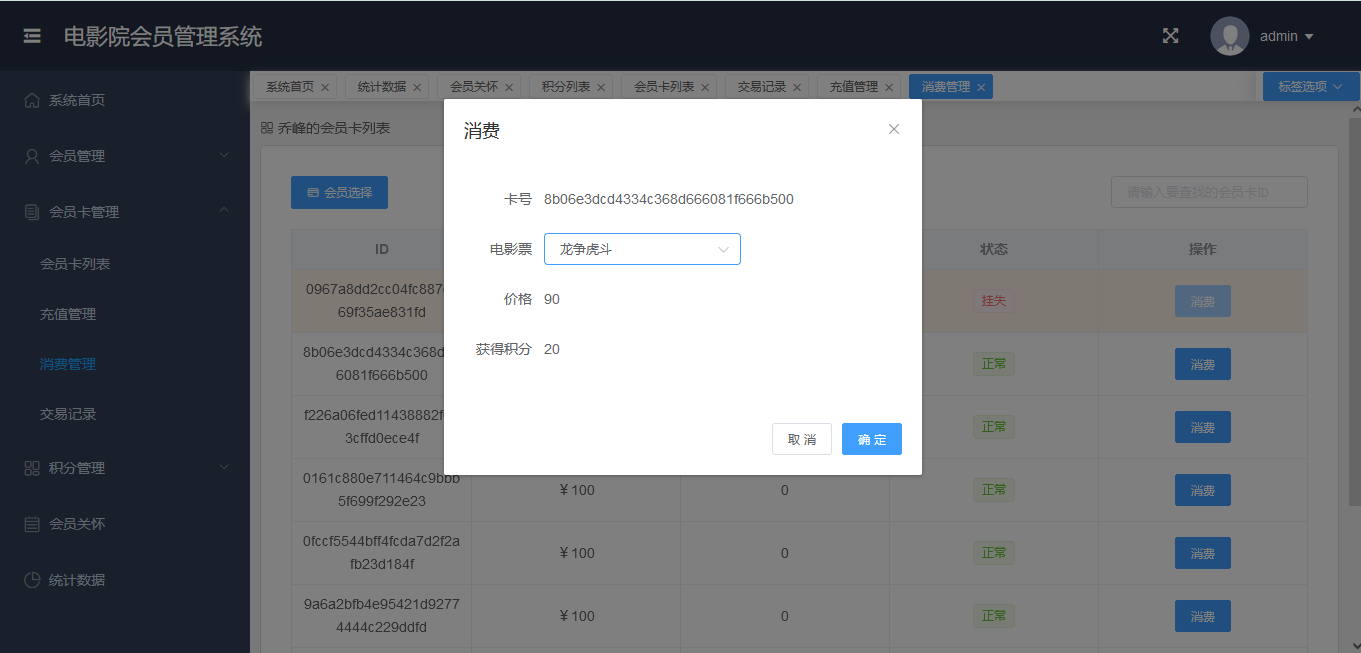 电影院会员管理系统
admin
系统首页
会员管理
会员卡管理
会员卡列表
充值管理
消费管理
交易记录
积分管理
会员关怀
统计数据
系统首页 统计数据 会员关怀 积分列表 会员卡列表 交易记录 充值管理 消费管理 标签选项
乔峰的会员卡列表
会员选择
请输入要查找的会员卡ID
消费
卡号 8b06e3dcd4334c368d666081f666b500
电影票 龙争虎斗
价格 90
获得积分 20
取消 确定
ID 状态 操作
0967a8dd2cc04fc887
69f35ae831fd
挂失 消费
8b06e3dcd4334c368d
6081f666b500
正常 消费
f226a06fed11438882f
3cffd0ece4f
正常 消费
0161c880e711464c9bbb
5f699f292e23
¥ 100 0 正常 消费
0fccf5544bff4fcda7d2f2a
fb23d184f
¥ 100 0 正常 消费
9a6a2bfb4e95421d9277
4444c229ddfd
¥ 100 0 正常 消费